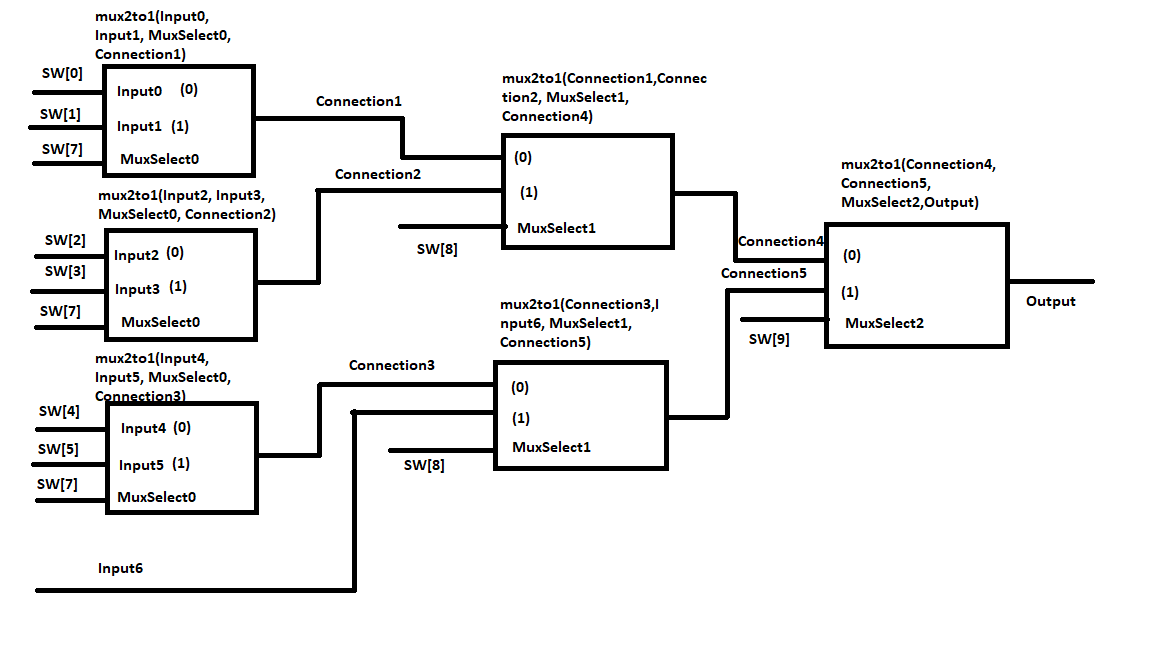 mux2to1(Input0,
Input1, MuxSelect0,
Connection1)
SW[0]
Input0 (0)
SW[1]
Input1 (1)
SW[7]
MuxSelect0
Connection1
mux2to1(Input2, Input3,
MuxSelect0, Connection2)
SW[2]
Input2 (0)
SW[3]
Input3 (1)
SW[7]
MuxSelect0
Connection2
mux2to1(Input4,
Input5, MuxSelect0,
Connection3)
SW[4]
Input4 (0)
SW[5]
Input5 (1)
SW[7]
MuxSelect0
Connection3
Input6
mux2to1(Connection1,Connec
tion2, MuxSelect1,
Connection4)
(0)
(1)
MuxSelect1
SW[8]
Connection4
mux2to1(Connection3,I
nput6, MuxSelect1,
Connection5)
(0)
(1)
MuxSelect1
SW[8]
Connection5
mux2to1(Connection4,
Connection5,
MuxSelect2,Output)
(0)
(1)
MuxSelect2
SW[9]
Output